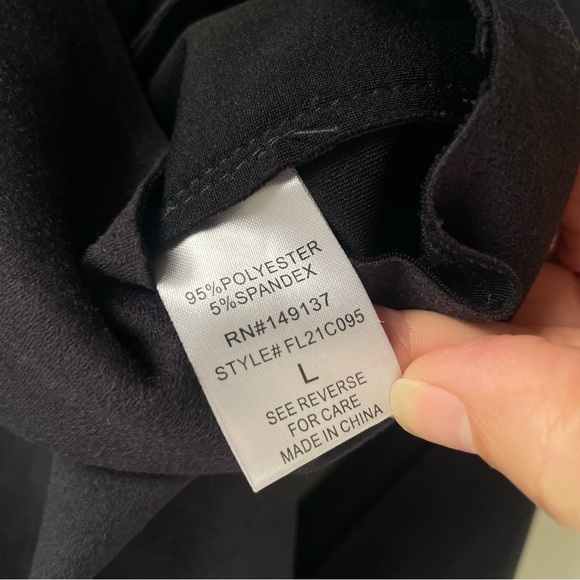 95%POLYESTER
5%SPANDEX
RN#149137
STYLE# FL21C095
L
SEE REVERSE
FOR CARE
MADE IN CHINA